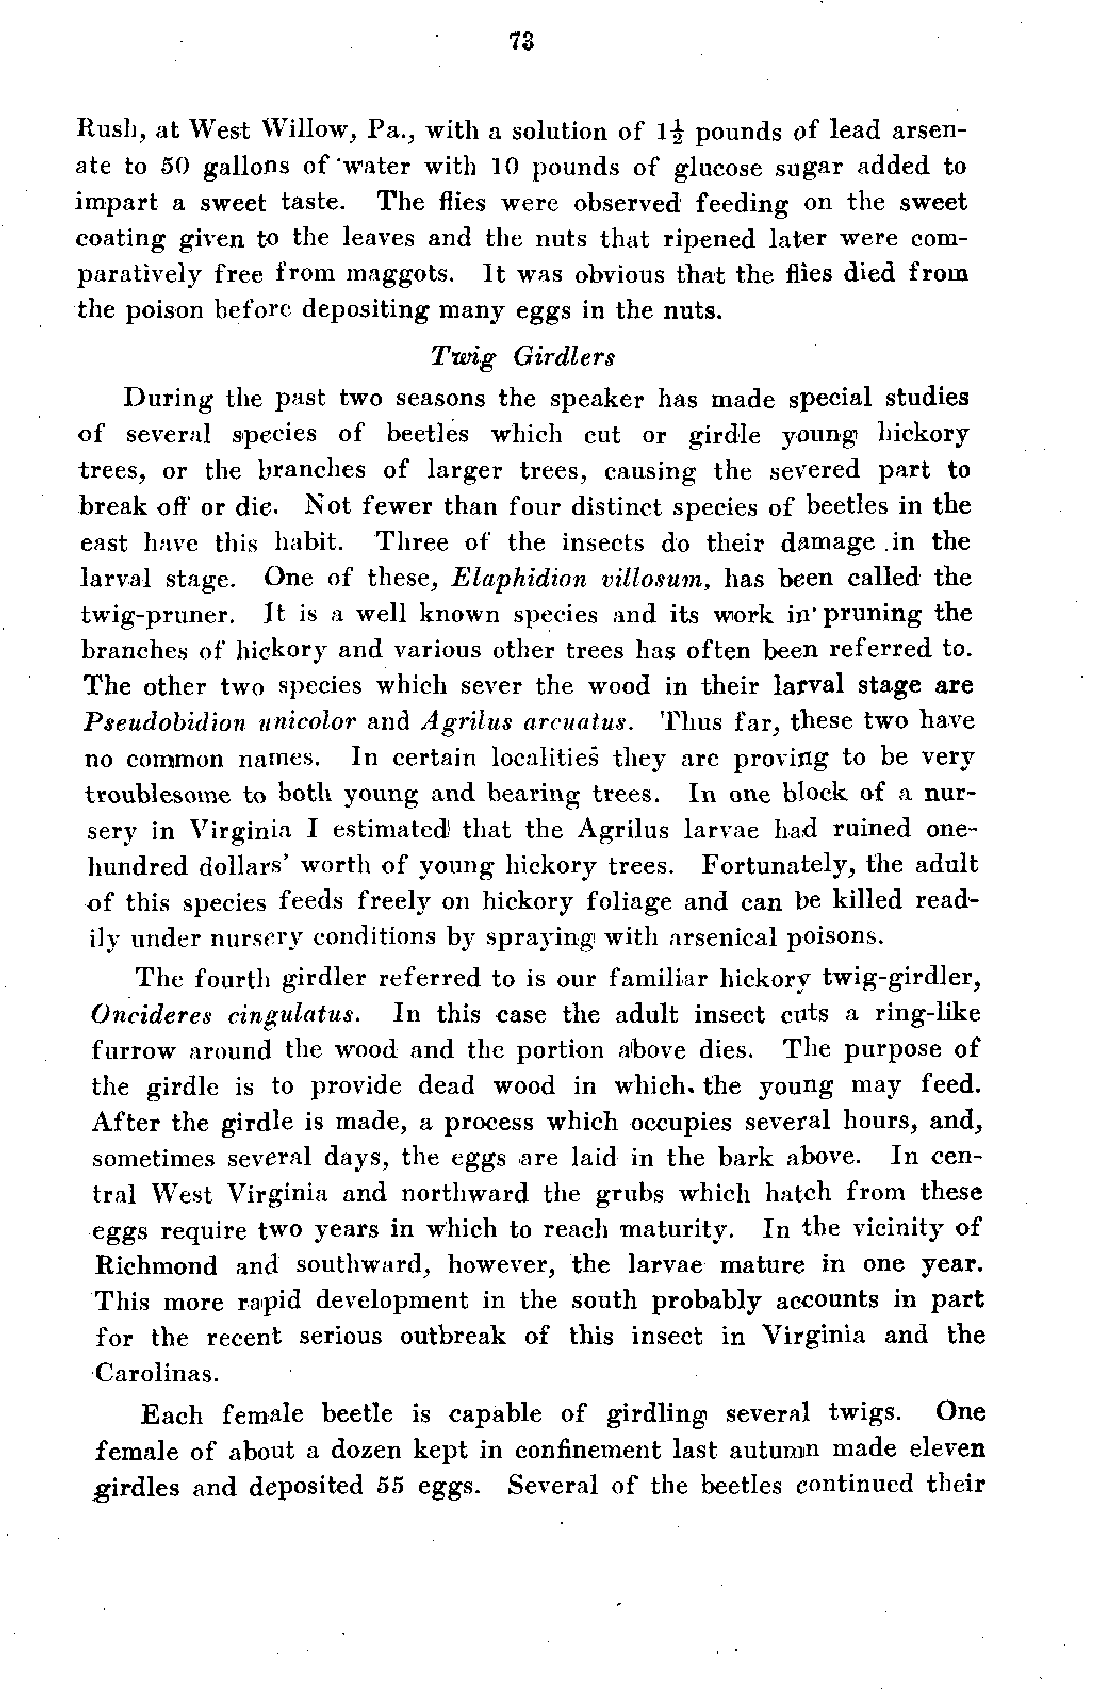 73
Rush, at West Willow, Pa., with a solution of 1½ pounds of lead arsen-
ate to 50 gallons of water with 10 pounds of glucose sugar added to
impart a sweet taste. The flies were observed feeding on the sweet
coating given to the leaves and the nuts that ripened later were com-
paratively free from maggots. It was obvious that the flies died from
the poison before depositing many eggs in the nuts.
Twig Girdlers
During the past two seasons the speaker has made special studies
of several species of beetles which cut or girdle young hickory
trees, or the branches of larger trees, causing the severed part to
break off or die. Not fewer than four distinct species of beetles in the
east have this habit. Three of the insects do their damage in the
larval stage. One of these, Elaphidion villosum, has been called the
twig-pruner. It is a well known species and its work in pruning the
branches of hickory and various other trees has often been referred to.
The other two species which sever the wood in their larval stage are
Pseudobidion unicolor and Agrilus arcuatus. Thus far, these two have
no common names. In certain localities they are proving to be very
troublesome to both young and bearing trees. In one block of a nur-
sery in Virginia I estimated that the Agrilus larvae had ruined one-
hundred dollars' worth of young hickory trees. Fortunately, the adult
of this species feeds freely on hickory foliage and can be killed read-
ily under nursery conditions by spraying with arsenical poisons.
The fourth girdler referred to is our familiar hickory twig-girdler,
Oncideres cingulatus. In this case the adult insect cuts a ring-like
furrow around the wood and the portion above dies. The purpose of
the girdle is to provide dead wood in which the young may feed.
After the girdle is made, a process which occupies several hours, and,
sometimes several days, the eggs are laid in the bark above. In cen-
tral West Virginia and northward the grubs which hatch from these
eggs require two years in which to reach maturity. In the vicinity of
Richmond and southward, however, the larvae mature in one year.
This more rapid development in the south probably accounts in part
for the recent serious outbreak of this insect in Virginia and the
Carolinas.
Each female beetle is capable of girdling several twigs. One
female of about a dozen kept in confinement last autumn made eleven
girdles and deposited 55 eggs. Several of the beetles continued their